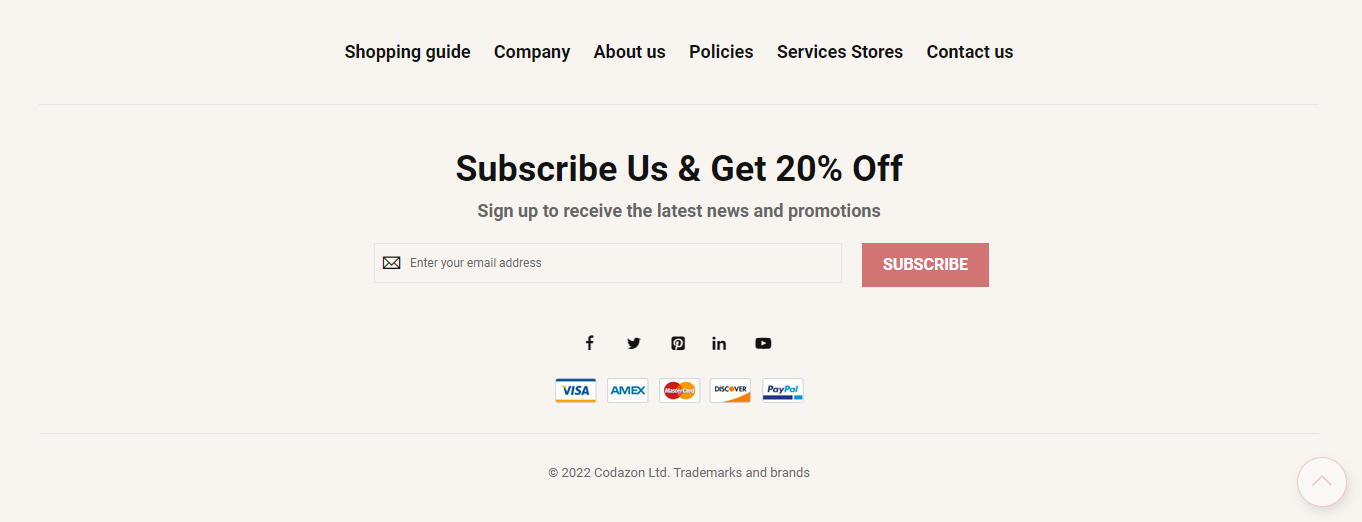 Shopping guide Company About us Policies Services Stores Contact us
Subscribe Us & Get 20% Off
Sign up to receive the latest news and promotions
Enter your email address
SUBSCRIBE
VISA AMEX MasterCard DISCOVER PayPal
© 2022 Codazon Ltd. Trademarks and brands